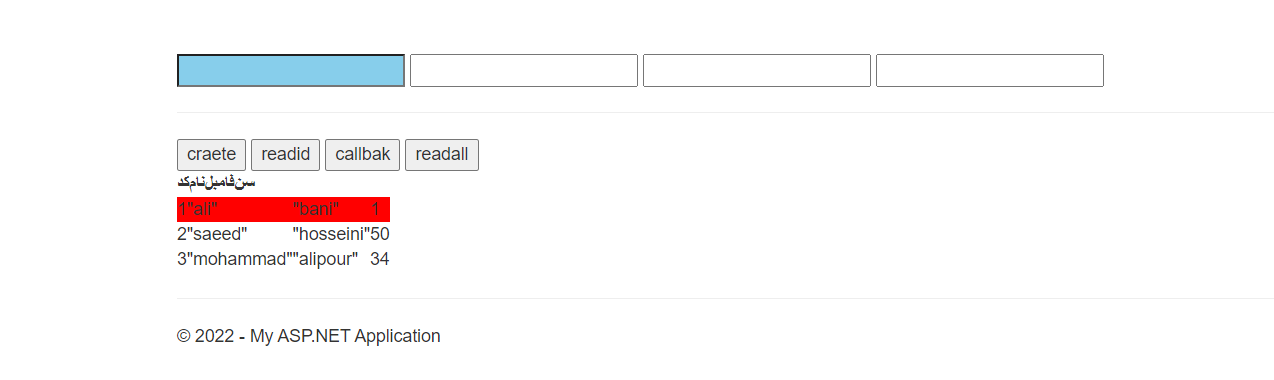 craete readid callbak readall
سن فامبل نام کد
1 "ali" "bani" 1
2 "saeed" "hosseini" 50
3 "mohammad" "alipour" 34
© 2022 - My ASP.NET Application